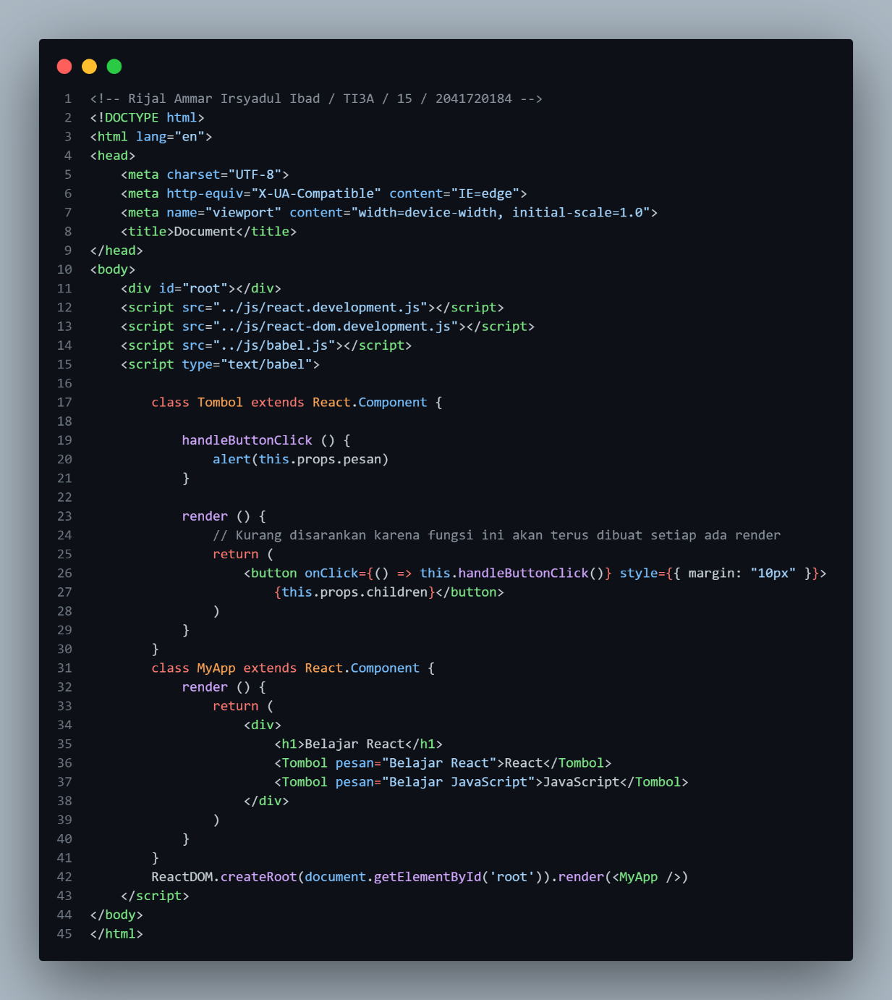 1 <!-- Rijal Ammar Irsyadul Ibad / TI3A / 15 / 2041720184 -->
2 <!DOCTYPE html>
3 <html lang="en">
4 <head>
5     <meta charset="UTF-8">
6     <meta http-equiv="X-UA-Compatible" content="IE=edge">
7     <meta name="viewport" content="width=device-width, initial-scale=1.0">
8     <title>Document</title>
9 </head>
10 <body>
11     <div id="root"></div>
12     <script src="../js/react.development.js"></script>
13     <script src="../js/react-dom.development.js"></script>
14     <script src="../js/babel.js"></script>
15     <script type="text/babel">
16
17         class Tombol extends React.Component {
18
19             handleButtonClick () {
20                 alert(this.props.pesan)
21             }
22
23             render () {
24                 // Kurang disarankan karena fungsi ini akan terus dibuat setiap ada render
25                 return (
26                     <button onClick={() => this.handleButtonClick()} style={{ margin: "10px" }}>
27                         {this.props.children}</button>
28                 )
29             }
30         }
31         class MyApp extends React.Component {
32             render () {
33                 return (
34                     <div>
35                         <h1>Belajar React</h1>
36                         <Tombol pesan="Belajar React">React</Tombol>
37                         <Tombol pesan="Belajar JavaScript">JavaScript</Tombol>
38                     </div>
39                 )
40             }
41         }
42         ReactDOM.createRoot(document.getElementById('root')).render(<MyApp />)
43     </script>
44 </body>
45 </html>